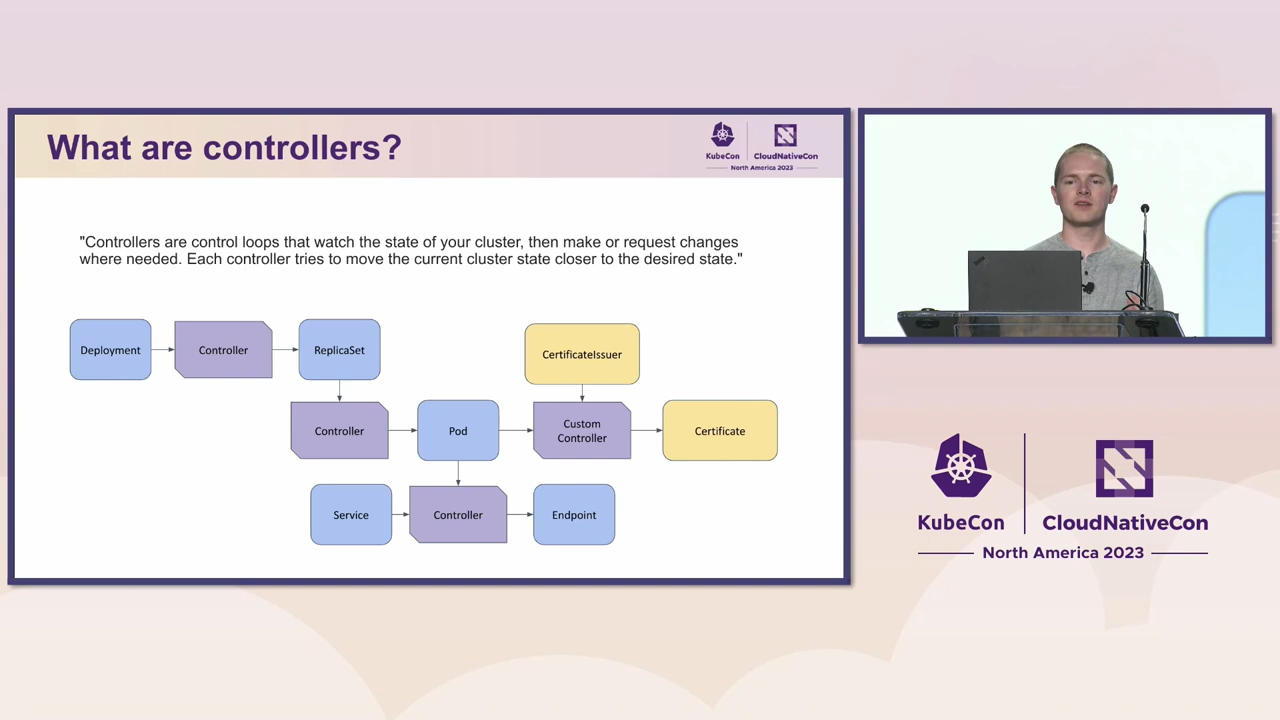 What are controllers?
KubeCon
CloudNativeCon
North America 2023
"Controllers are control loops that watch the state of your cluster, then make or request changes
where needed. Each controller tries to move the current cluster state closer to the desired state."
Deployment
Controller
ReplicaSet
CertificateIssuer
Controller
Pod
Custom
Controller
Certificate
Service
Controller
Endpoint
KubeCon
CloudNativeCon
North America 2023